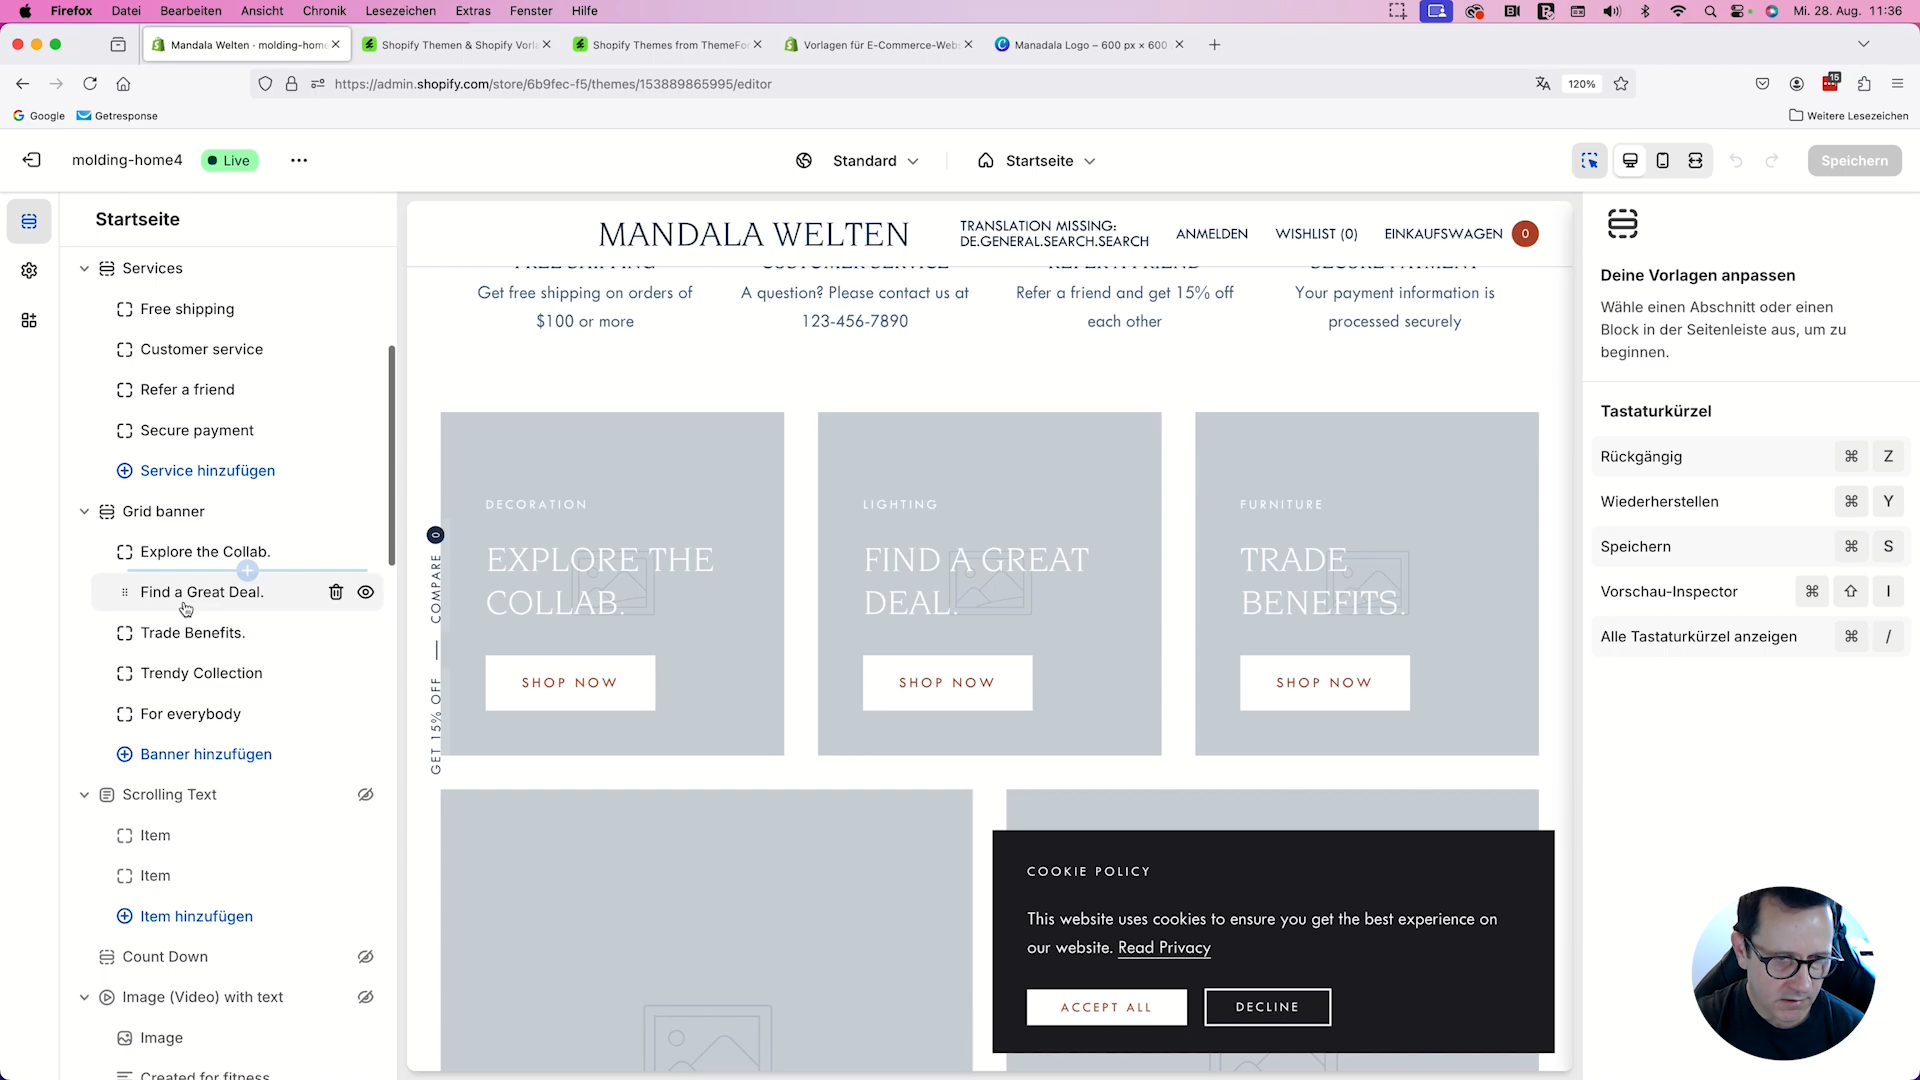 Firefox Datei Bearbeiten Ansicht Chronik Lesezeichen Extras Fenster Hilfe Mi. 28. Aug. 11:36
Mandala Welten · molding-home
Shopify Themen & Shopify Vorla
Shopify Themes from ThemeFor
Vorlagen für E-Commerce-Webs
Manadala Logo – 600 px × 600
https://admin.shopify.com/store/6b9fec-f5/themes/153889865995/editor
120%
15
Google
Getresponse
Weitere Lesezeichen
molding-home4
Live
Standard
Startseite
Speichern
Startseite
Services
Free shipping
Customer service
Refer a friend
Secure payment
Service hinzufügen
Grid banner
Explore the Collab.
Find a Great Deal.
Trade Benefits.
Trendy Collection
For everybody
Banner hinzufügen
Scrolling Text
Item
Item
Item hinzufügen
Count Down
Image (Video) with text
Image
Created for fitness
MANDALA WELTEN
TRANSLATION MISSING:
DE.GENERAL.SEARCH.SEARCH
ANMELDEN
WISHLIST (0)
EINKAUFSWAGEN
0
FREE SHIPPING
CUSTOMER SERVICE
REFER A FRIEND
SECURE PAYMENT
Get free shipping on orders of
$100 or more
A question? Please contact us at
123-456-7890
Refer a friend and get 15% off
each other
Your payment information is
processed securely
COMPARE 0
GET 15% OFF
DECORATION
EXPLORE THE
COLLAB.
SHOP NOW
LIGHTING
FIND A GREAT
DEAL.
SHOP NOW
FURNITURE
TRADE
BENEFITS.
SHOP NOW
COOKIE POLICY
This website uses cookies to ensure you get the best experience on
our website. Read Privacy
ACCEPT ALL
DECLINE
Deine Vorlagen anpassen
Wähle einen Abschnitt oder einen
Block in der Seitenleiste aus, um zu
beginnen.
Tastaturkürzel
Rückgängig ⌘ Z
Wiederherstellen ⌘ Y
Speichern ⌘ S
Vorschau-Inspector ⌘ ⇧ I
Alle Tastaturkürzel anzeigen ⌘ /